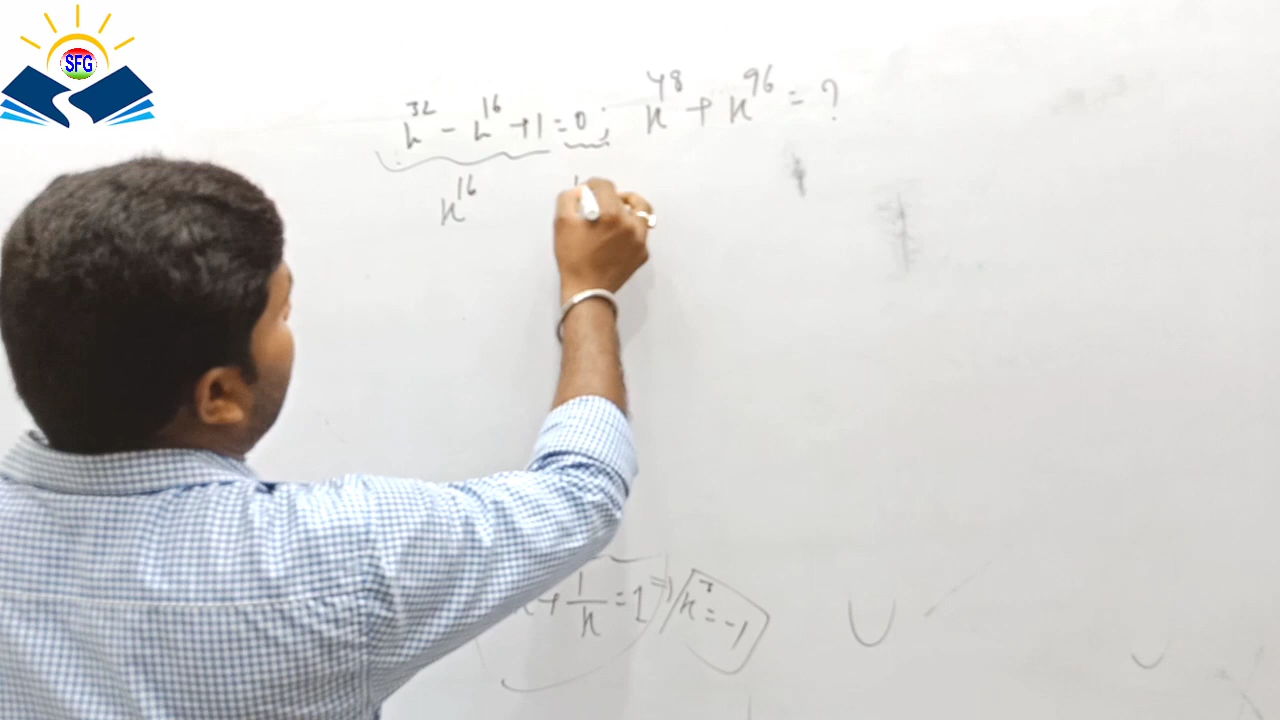 SFG
x³² - x¹⁶ + 1 = 0; x⁴⁸ + x⁹⁶ = ?
x¹⁶
x + 1/x = 1 ⇒ x³ = -1